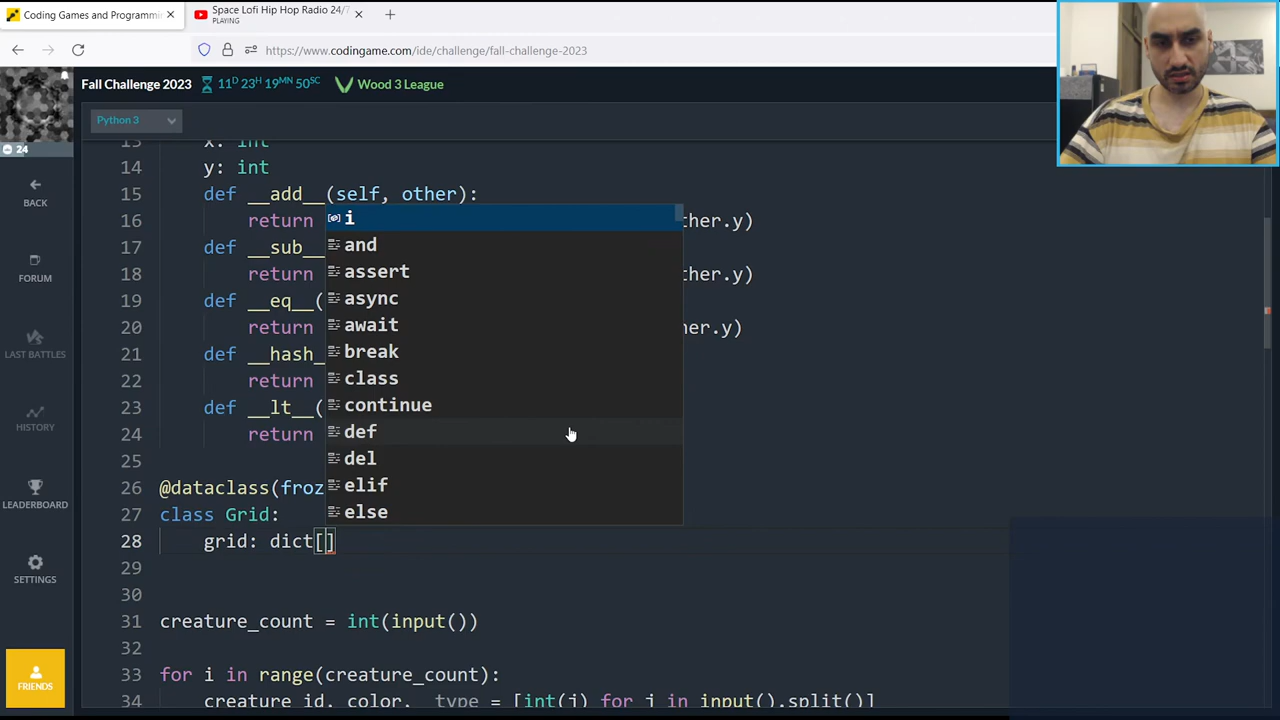 Coding Games and Programmi
Space Lofi Hip Hop Radio 24/7
PLAYING
https://www.codingame.com/ide/challenge/fall-challenge-2023
Fall Challenge 2023
11D 23H 19MN 50SC
Wood 3 League
Python 3
24
BACK
FORUM
LAST BATTLES
HISTORY
LEADERBOARD
SETTINGS
FRIENDS
13 x: int
14 y: int
15 def __add__(self, other):
16 return ther.y)
17 def __sub__
18 return ther.y)
19 def __eq__(
20 return her.y)
21 def __hash_
22 return
23 def __lt__(
24 return
25
26 @dataclass(froz
27 class Grid:
28 grid: dict[]
29
30
31 creature_count = int(input())
32
33 for i in range(creature_count):
34 creature_id, color, _type = [int(j) for j in input().split()]
i
and
assert
async
await
break
class
continue
def
del
elif
else